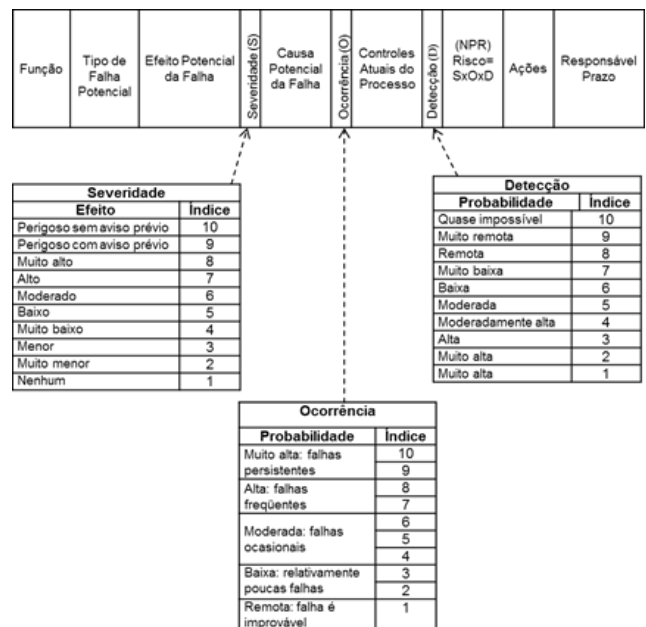 Função
Tipo de
Falha
Potencial
Efeito Potencial
da Falha
Severidade (S)
Causa
Potencial
da Falha
Ocorrência (O)
Controles
Atuais do
Processo
Detecção (D)
(NPR)
Risco=
SxOxD
Ações
Responsável
Prazo
Severidade
Efeito Índice
Perigoso sem aviso prévio 10
Perigoso com aviso prévio 9
Muito alto 8
Alto 7
Moderado 6
Baixo 5
Muito baixo 4
Menor 3
Muito menor 2
Nenhum 1
Detecção
Probabilidade Índice
Quase impossível 10
Muito remota 9
Remota 8
Muito baixa 7
Baixa 6
Moderada 5
Moderadamente alta 4
Alta 3
Muito alta 2
Muito alta 1
Ocorrência
Probabilidade Índice
Muito alta: falhas 10
persistentes 9
Alta: falhas 8
freqüentes 7
Moderada: falhas 6
ocasionais 5
4
Baixa: relativamente 3
poucas falhas 2
Remota: falha é 1
improvável